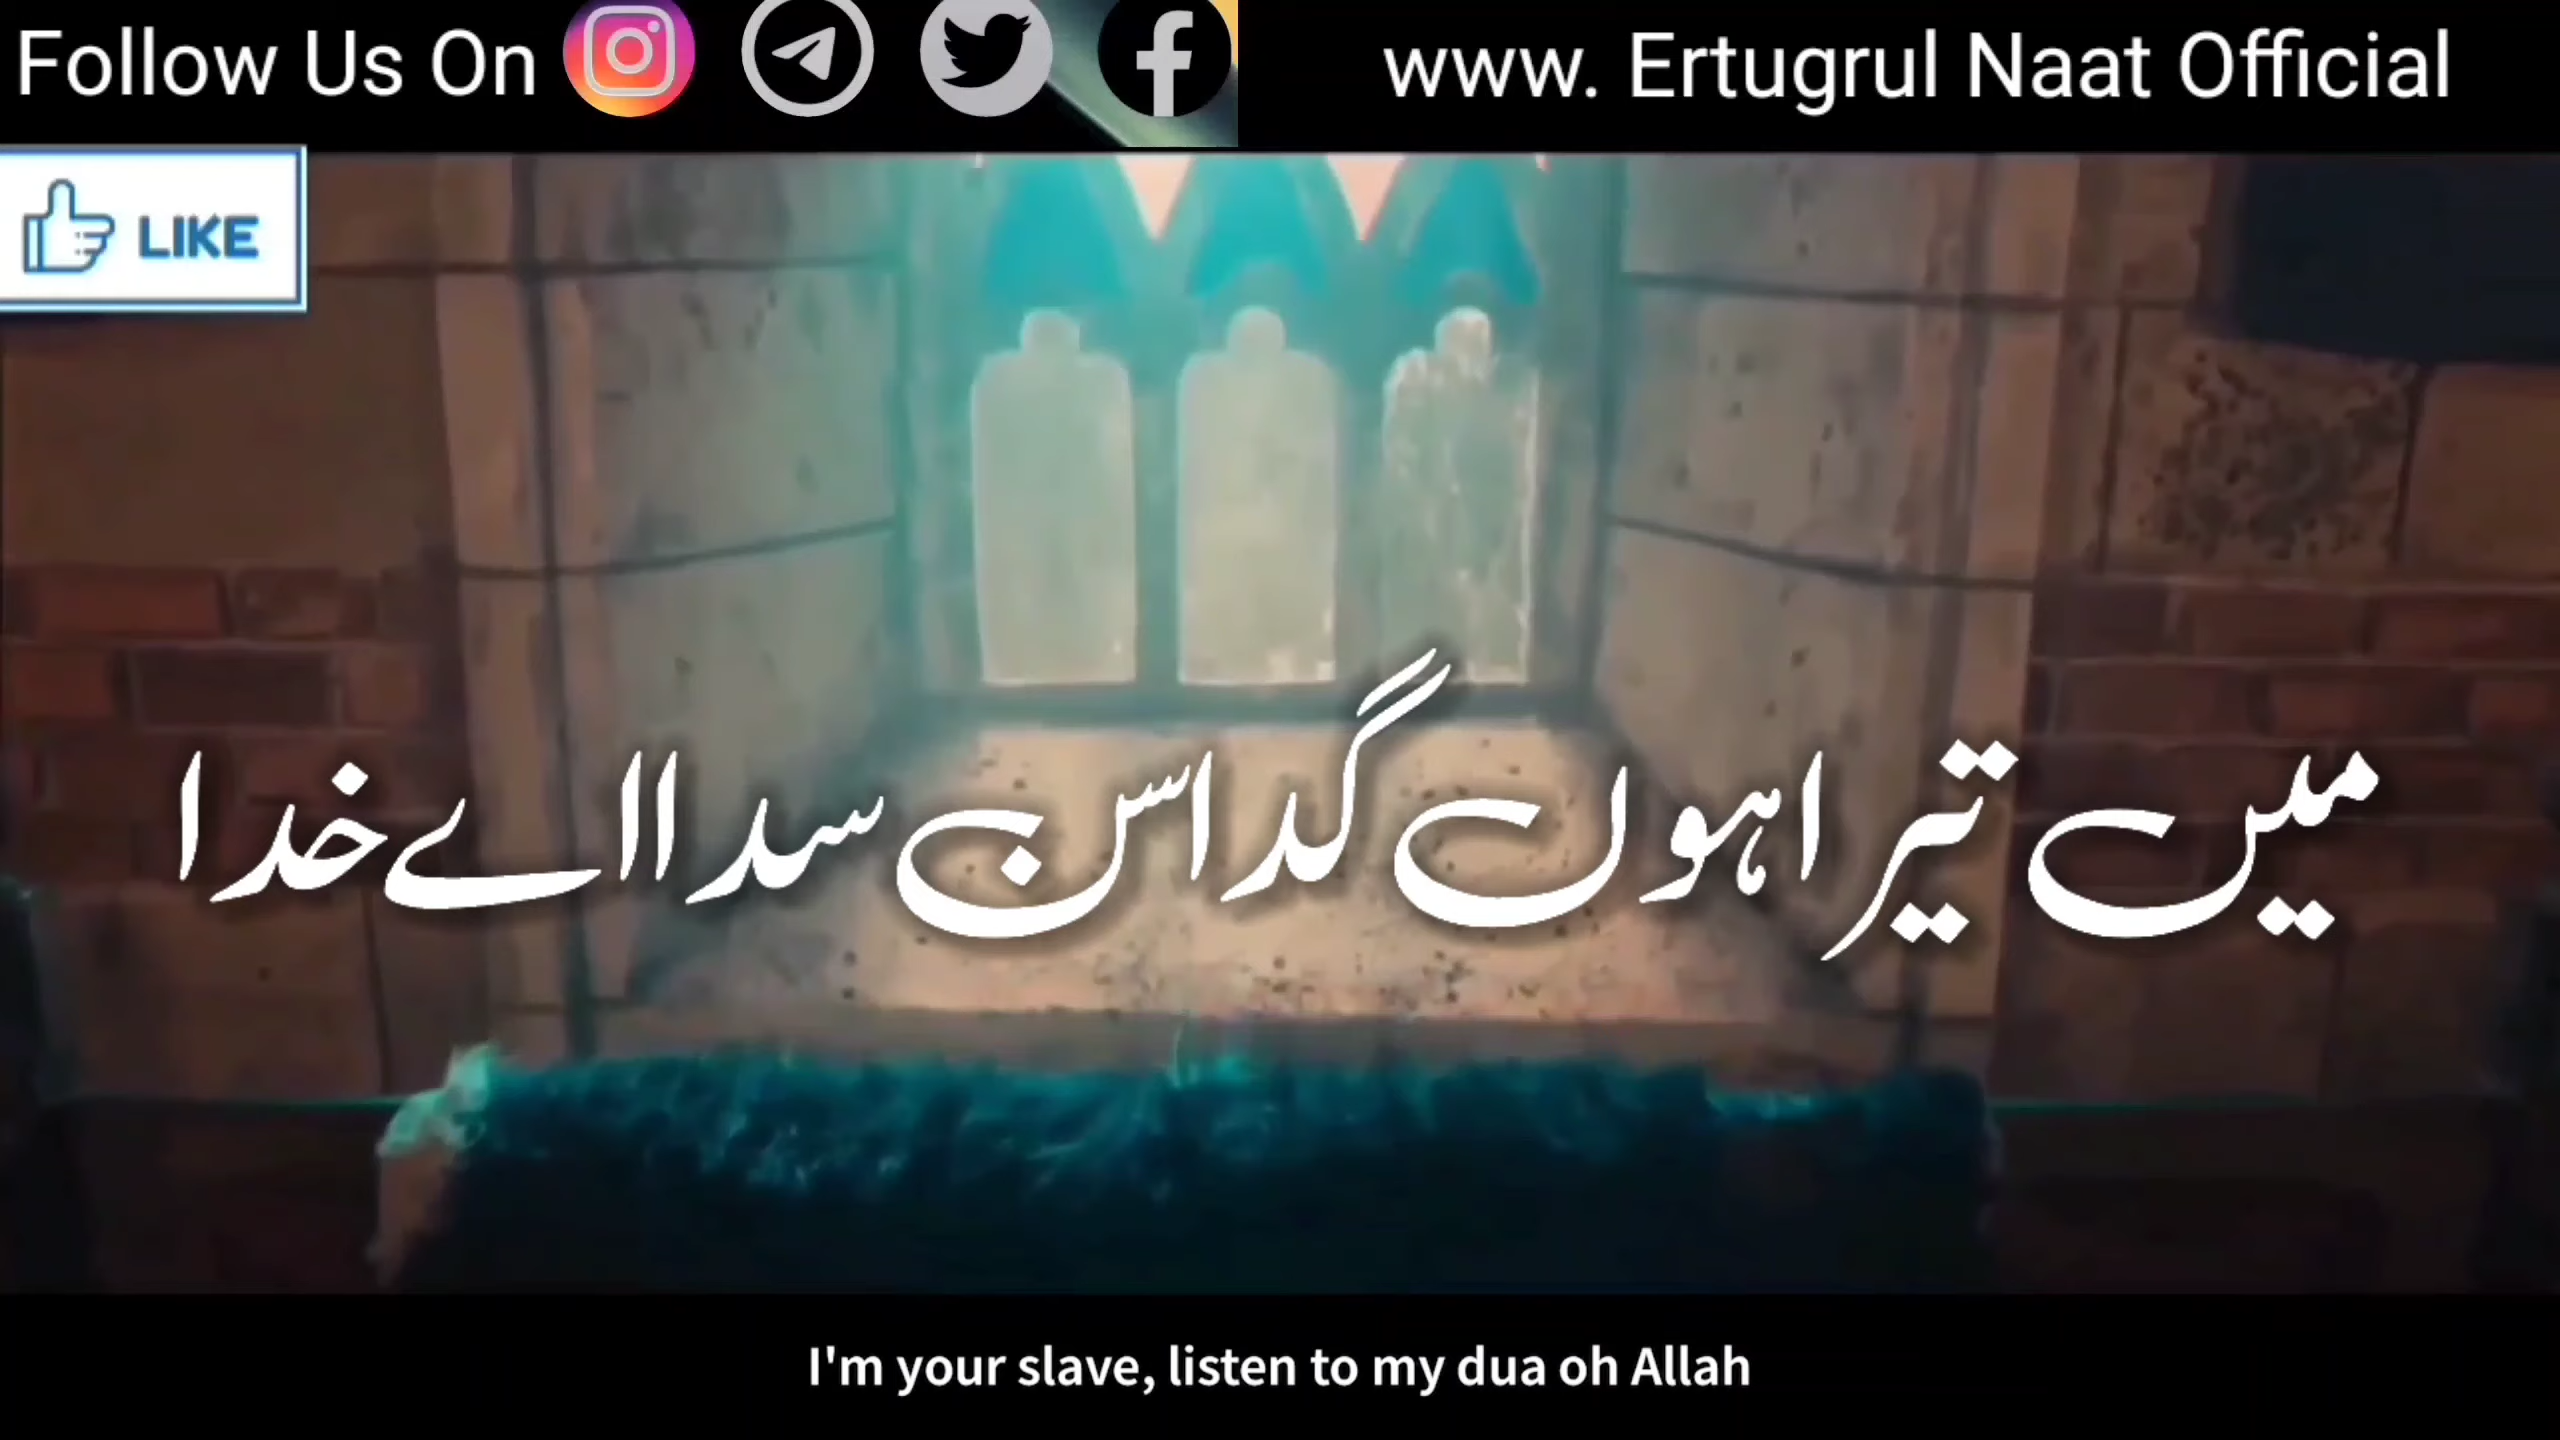 Follow Us On
www. Ertugrul Naat Official
LIKE
میں تیرا ہوں گدا سن سدا اے خدا
I'm your slave, listen to my dua oh Allah